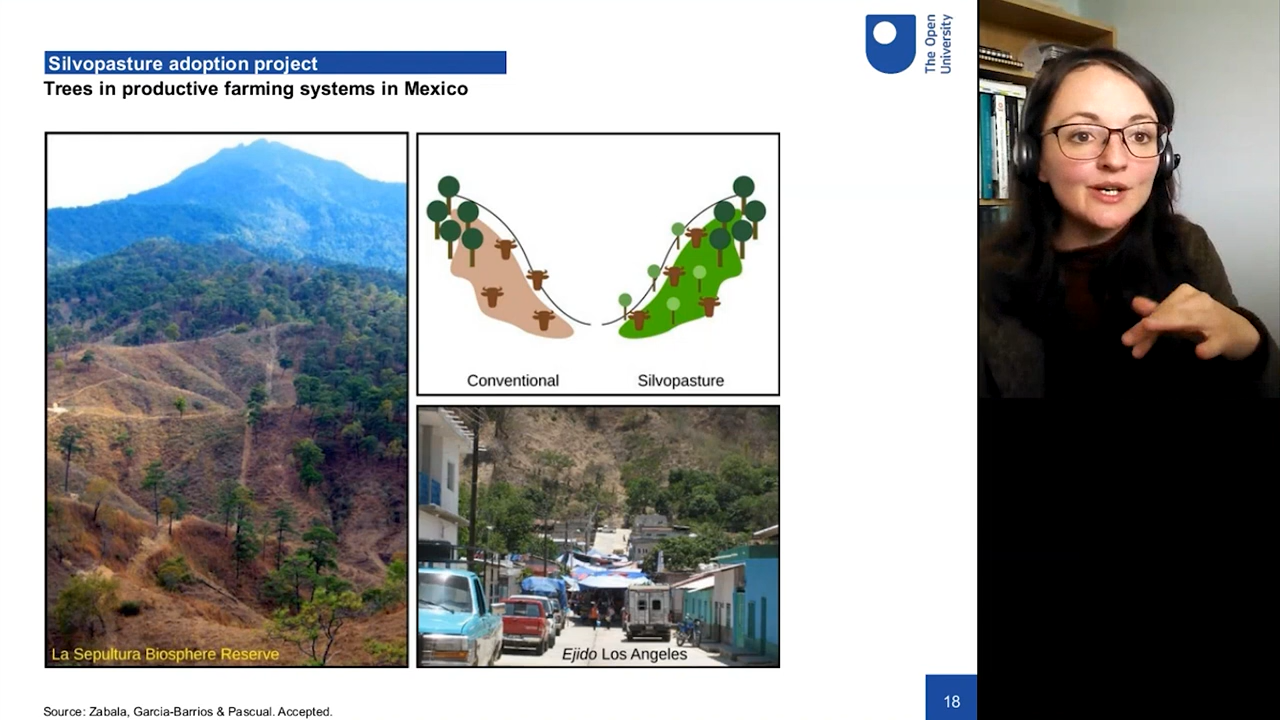 Silvopasture adoption project
Trees in productive farming systems in Mexico
The Open
University
Conventional
Silvopasture
La Sepultura Biosphere Reserve
Ejido Los Angeles
Source: Zabala, Garcia-Barrios & Pascual. Accepted.
18